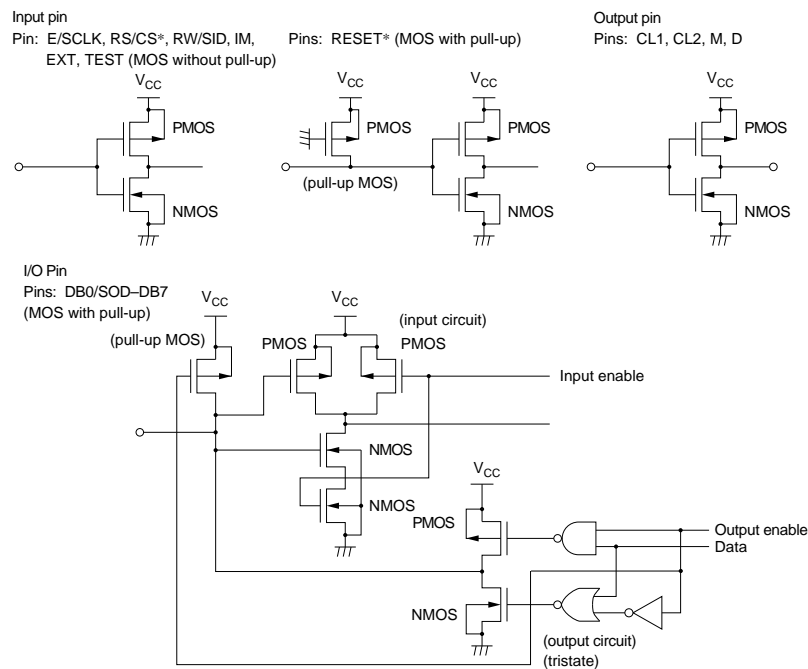 Input pin
Pin: E/SCLK, RS/CS*, RW/SID, IM,
EXT, TEST (MOS without pull-up)
VCC
PMOS
NMOS
Pins: RESET* (MOS with pull-up)
VCC
PMOS
(pull-up MOS)
VCC
PMOS
NMOS
Output pin
Pins: CL1, CL2, M, D
VCC
PMOS
NMOS
I/O Pin
Pins: DB0/SOD–DB7
(MOS with pull-up)
VCC
(pull-up MOS)
VCC
(input circuit)
PMOS
PMOS
Input enable
NMOS
NMOS
VCC
PMOS
Output enable
Data
NMOS
(output circuit)
(tristate)